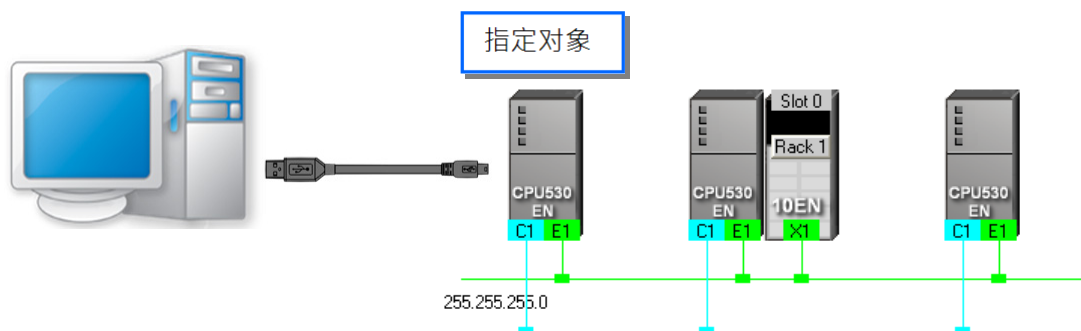 指定对象
Slot 0
Rack 1
CPU530
EN
C1 E1
CPU530
EN
10EN
C1 E1
X1
CPU530
EN
C1 E1
255.255.255.0